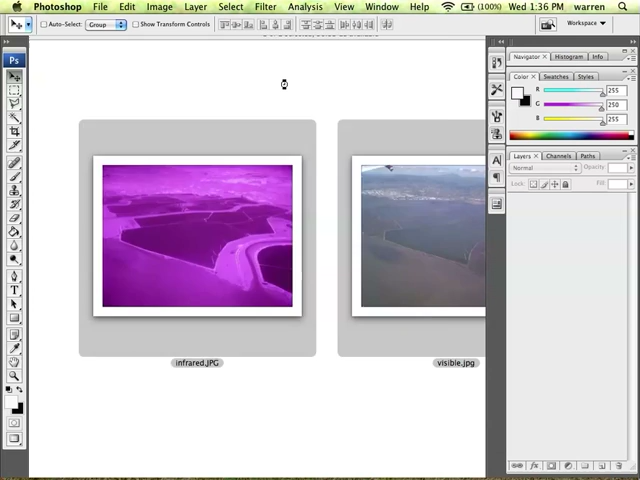 Photoshop File Edit Image Layer Select Filter Analysis View Window Help (100%) Wed 1:36 PM warren
Auto-Select: Group Show Transform Controls Workspace
Ps
Navigator Histogram Info
Color Swatches Styles
R 255
G 250
B 255
Layers Channels Paths
Normal Opacity:
Lock: Fill:
infrared.JPG visible.jpg